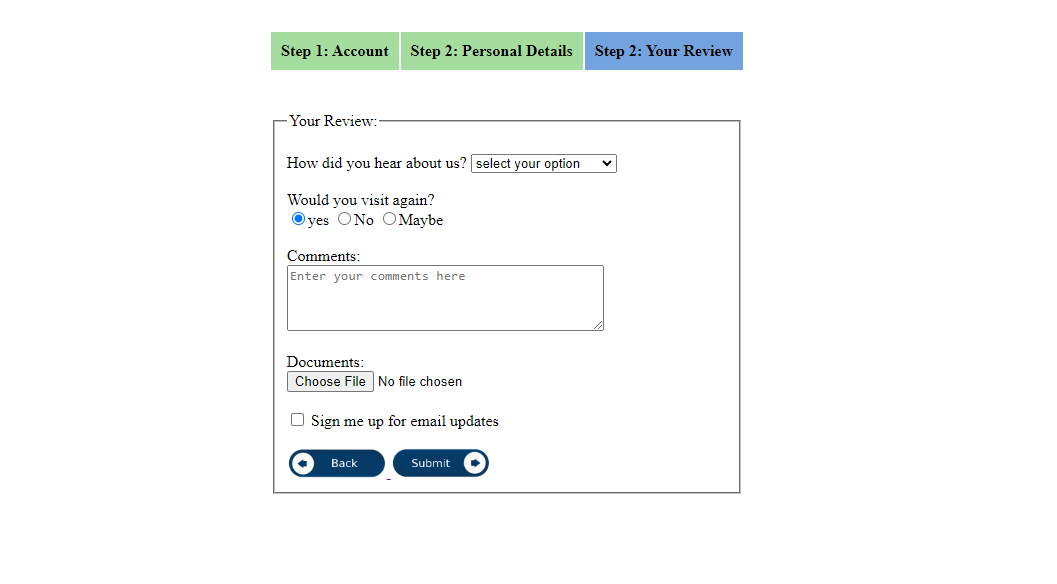 Step 1: Account Step 2: Personal Details Step 2: Your Review
Your Review:
How did you hear about us? select your option
Would you visit again?
yes No Maybe
Comments:
Enter your comments here
Documents:
Choose File No file chosen
Sign me up for email updates
Back Submit